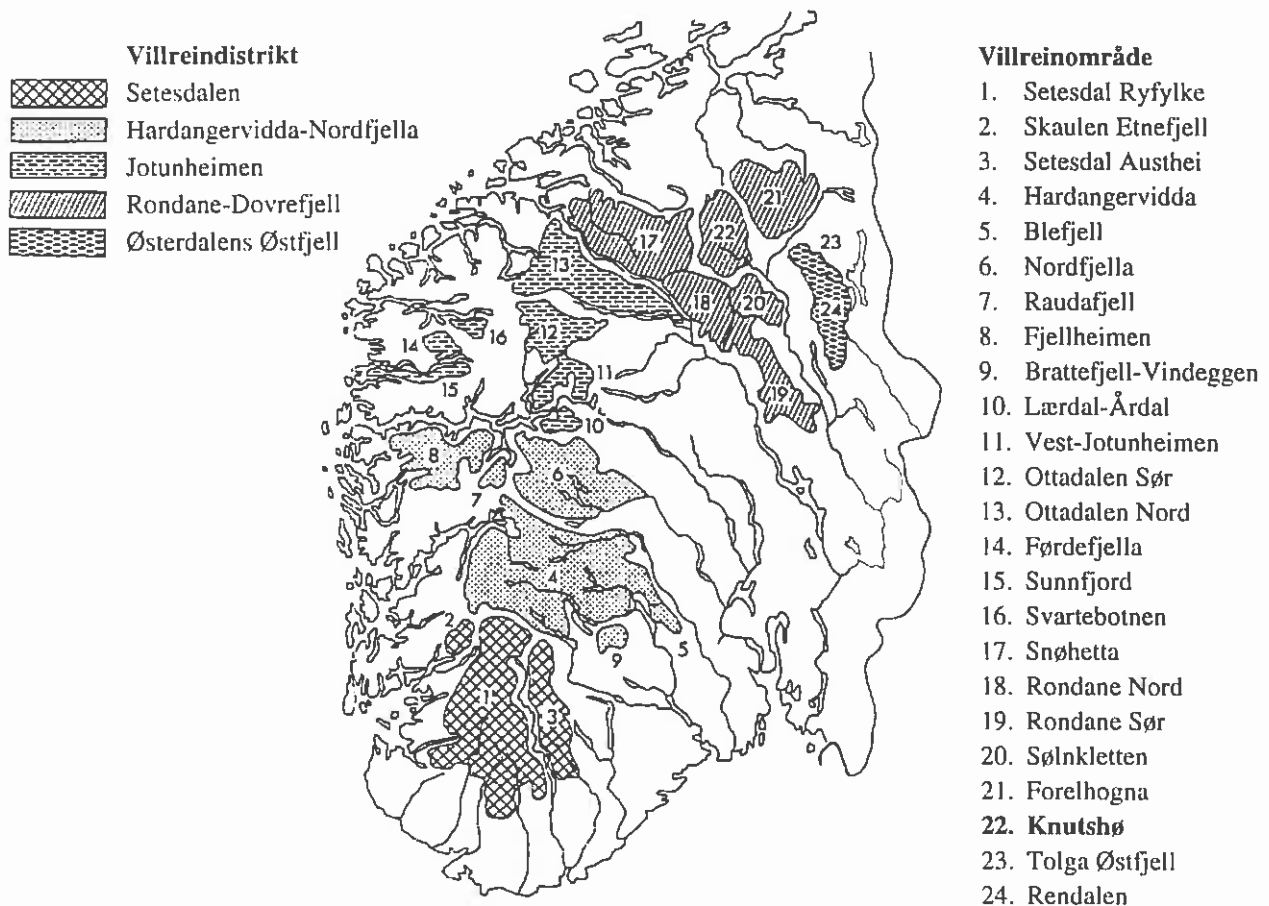 Villreindistrikt
Setesdalen
Hardangervidda-Nordfjella
Jotunheimen
Rondane-Dovrefjell
Østerdalens Østfjell
Villreinområde
1. Setesdal Ryfylke
2. Skaulen Etnefjell
3. Setesdal Austhei
4. Hardangervidda
5. Blefjell
6. Nordfjella
7. Raudafjell
8. Fjellheimen
9. Brattefjell-Vindeggen
10. Lærdal-Årdal
11. Vest-Jotunheimen
12. Ottadalen Sør
13. Ottadalen Nord
14. Førdefjella
15. Sunnfjord
16. Svartebotnen
17. Snøhetta
18. Rondane Nord
19. Rondane Sør
20. Sølnkletten
21. Forelhogna
22. Knutshø
23. Tolga Østfjell
24. Rendalen
21
17
22
23
13
18
20
24
16
12
14
11
15
19
10
8
6
7
4
2
9
5
1
3